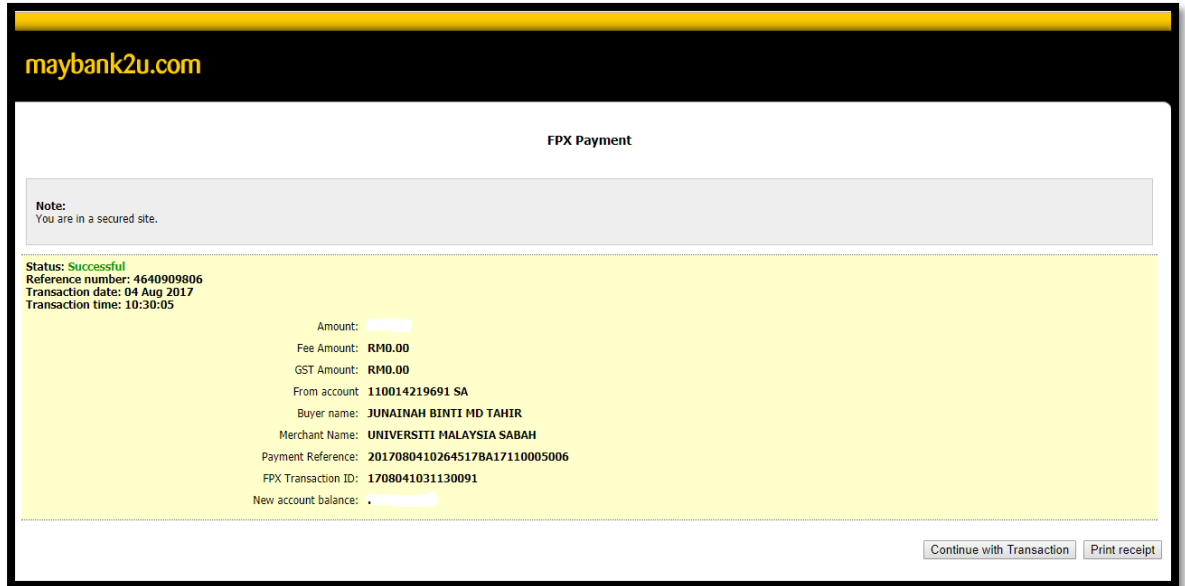 maybank2u.com
FPX Payment
Note:
You are in a secured site.
Status: Successful
Reference number: 4640909806
Transaction date: 04 Aug 2017
Transaction time: 10:30:05
Amount:
Fee Amount: RM0.00
GST Amount: RM0.00
From account 110014219691 SA
Buyer name: JUNAINAH BINTI MD TAHIR
Merchant Name: UNIVERSITI MALAYSIA SABAH
Payment Reference: 2017080410264517BA17110005006
FPX Transaction ID: 1708041031130091
New account balance: .
Continue with Transaction Print receipt